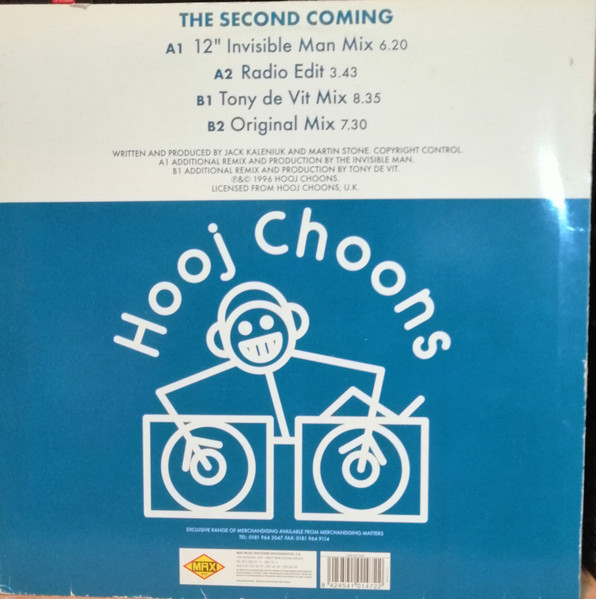 THE SECOND COMING
A1 12" Invisible Man Mix 6.20
A2 Radio Edit 3.43
B1 Tony de Vit Mix 8.35
B2 Original Mix 7.30
WRITTEN AND PRODUCED BY JACK KALENIUK AND MARTIN STONE. COPYRIGHT CONTROL.
A1 ADDITIONAL REMIX AND PRODUCTION BY THE INVISIBLE MAN.
B1 ADDITIONAL REMIX AND PRODUCTION BY TONY DE VIT.
℗&© 1996 HOOJ CHOONS.
LICENSED FROM HOOJ CHOONS, U.K.
Hooj Choons
EXCLUSIVE RANGE OF MERCHANDISING AVAILABLE FROM MERCHANDISING MATTERS
TEL: 0181 964 2047 FAX: 0181 964 9114
MAX
8 424541 014722